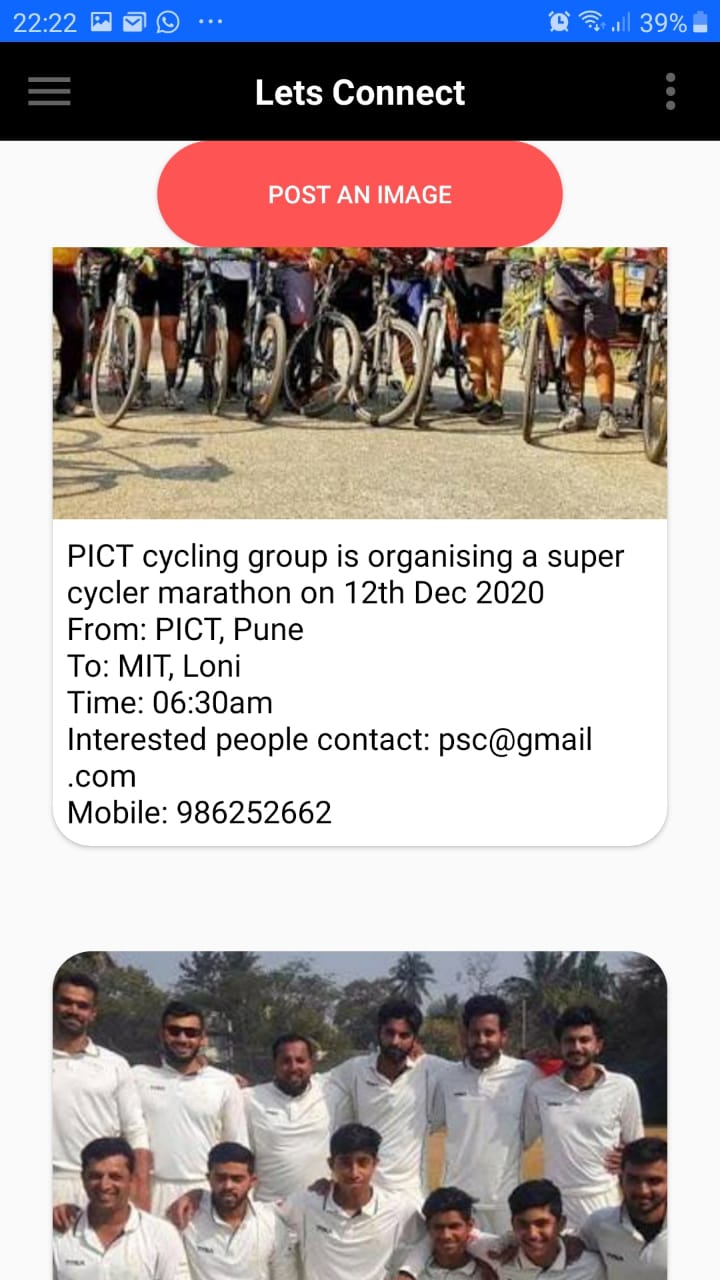 22:22
39%
Lets Connect
POST AN IMAGE
PICT cycling group is organising a super
cycler marathon on 12th Dec 2020
From: PICT, Pune
To: MIT, Loni
Time: 06:30am
Interested people contact: psc@gmail
.com
Mobile: 986252662